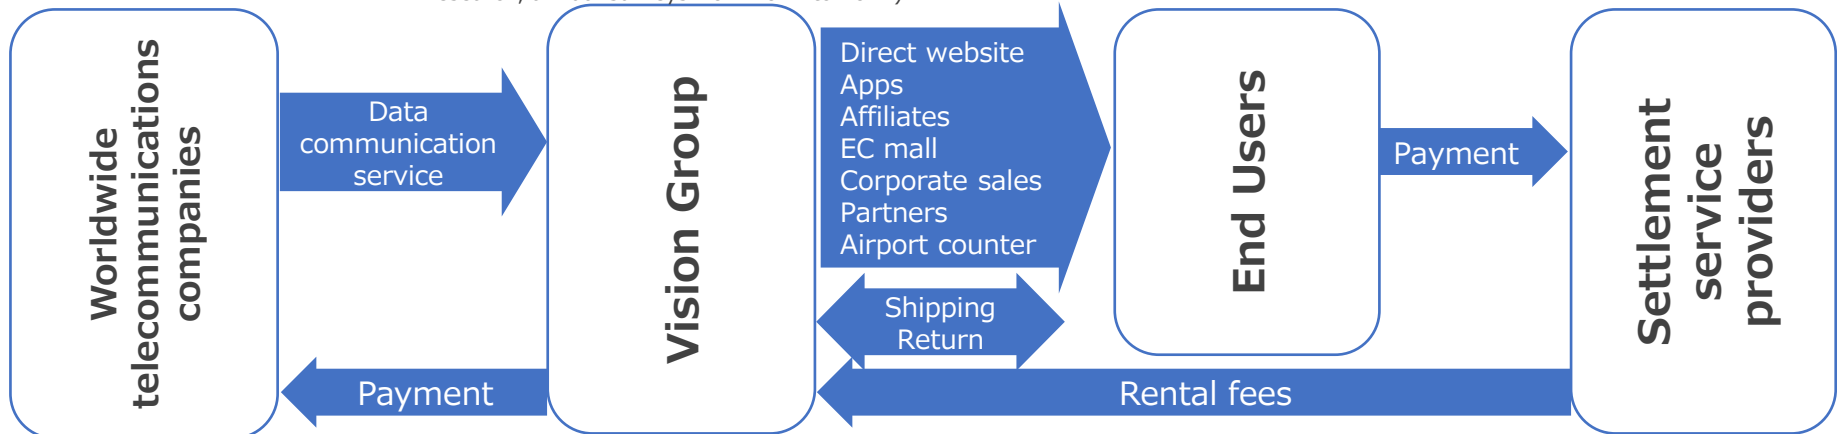 Worldwide
telecommunications
companies
Data
communication
service
Payment
Vision Group
Direct website
Apps
Affiliates
EC mall
Corporate sales
Partners
Airport counter
Shipping
Return
End Users
Payment
Rental fees
Settlement
service
providers